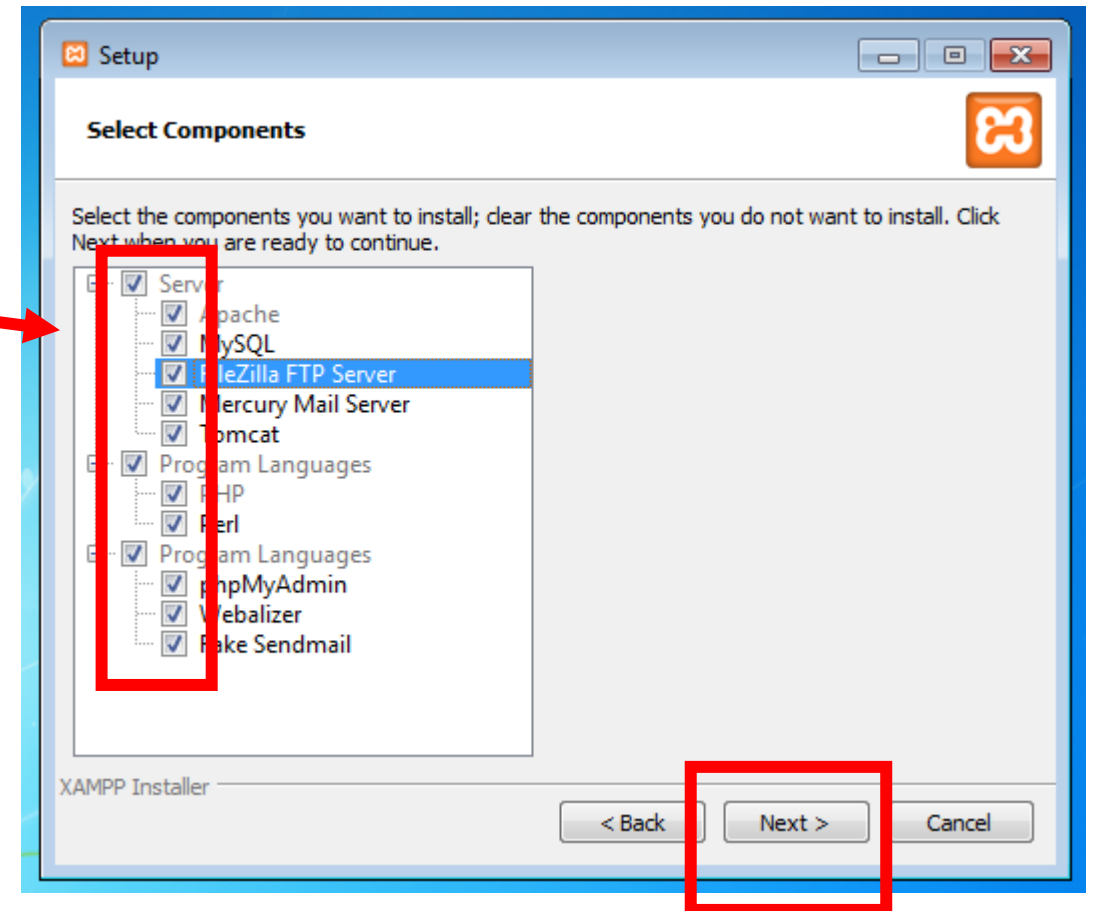 Setup
Select Components
Select the components you want to install; clear the components you do not want to install. Click
Next when you are ready to continue.
Server
Apache
MySQL
FileZilla FTP Server
Mercury Mail Server
Tomcat
Program Languages
PHP
Perl
Program Languages
phpMyAdmin
Webalizer
Fake Sendmail
XAMPP Installer
< Back Next > Cancel